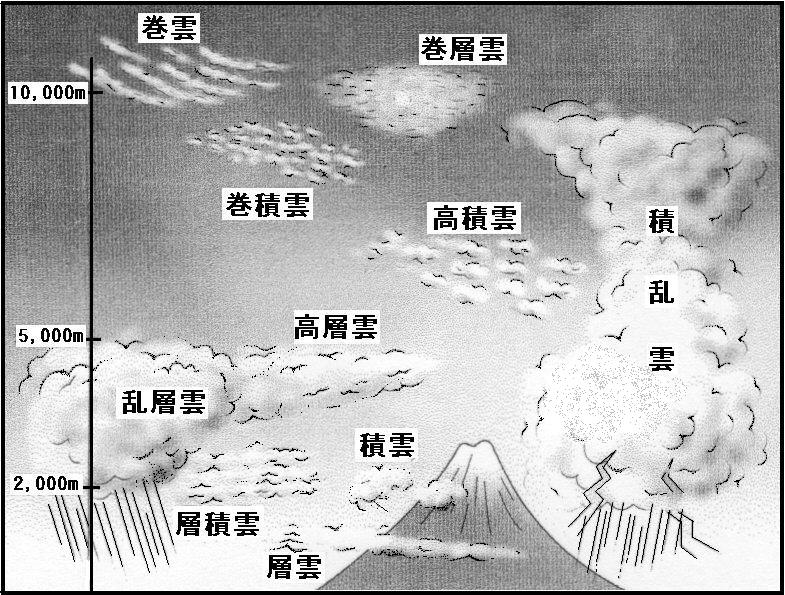 巻雲
巻層雲
10,000m
巻積雲
高積雲
積乱雲
高層雲
5,000m
乱層雲
積雲
2,000m
層積雲
層雲